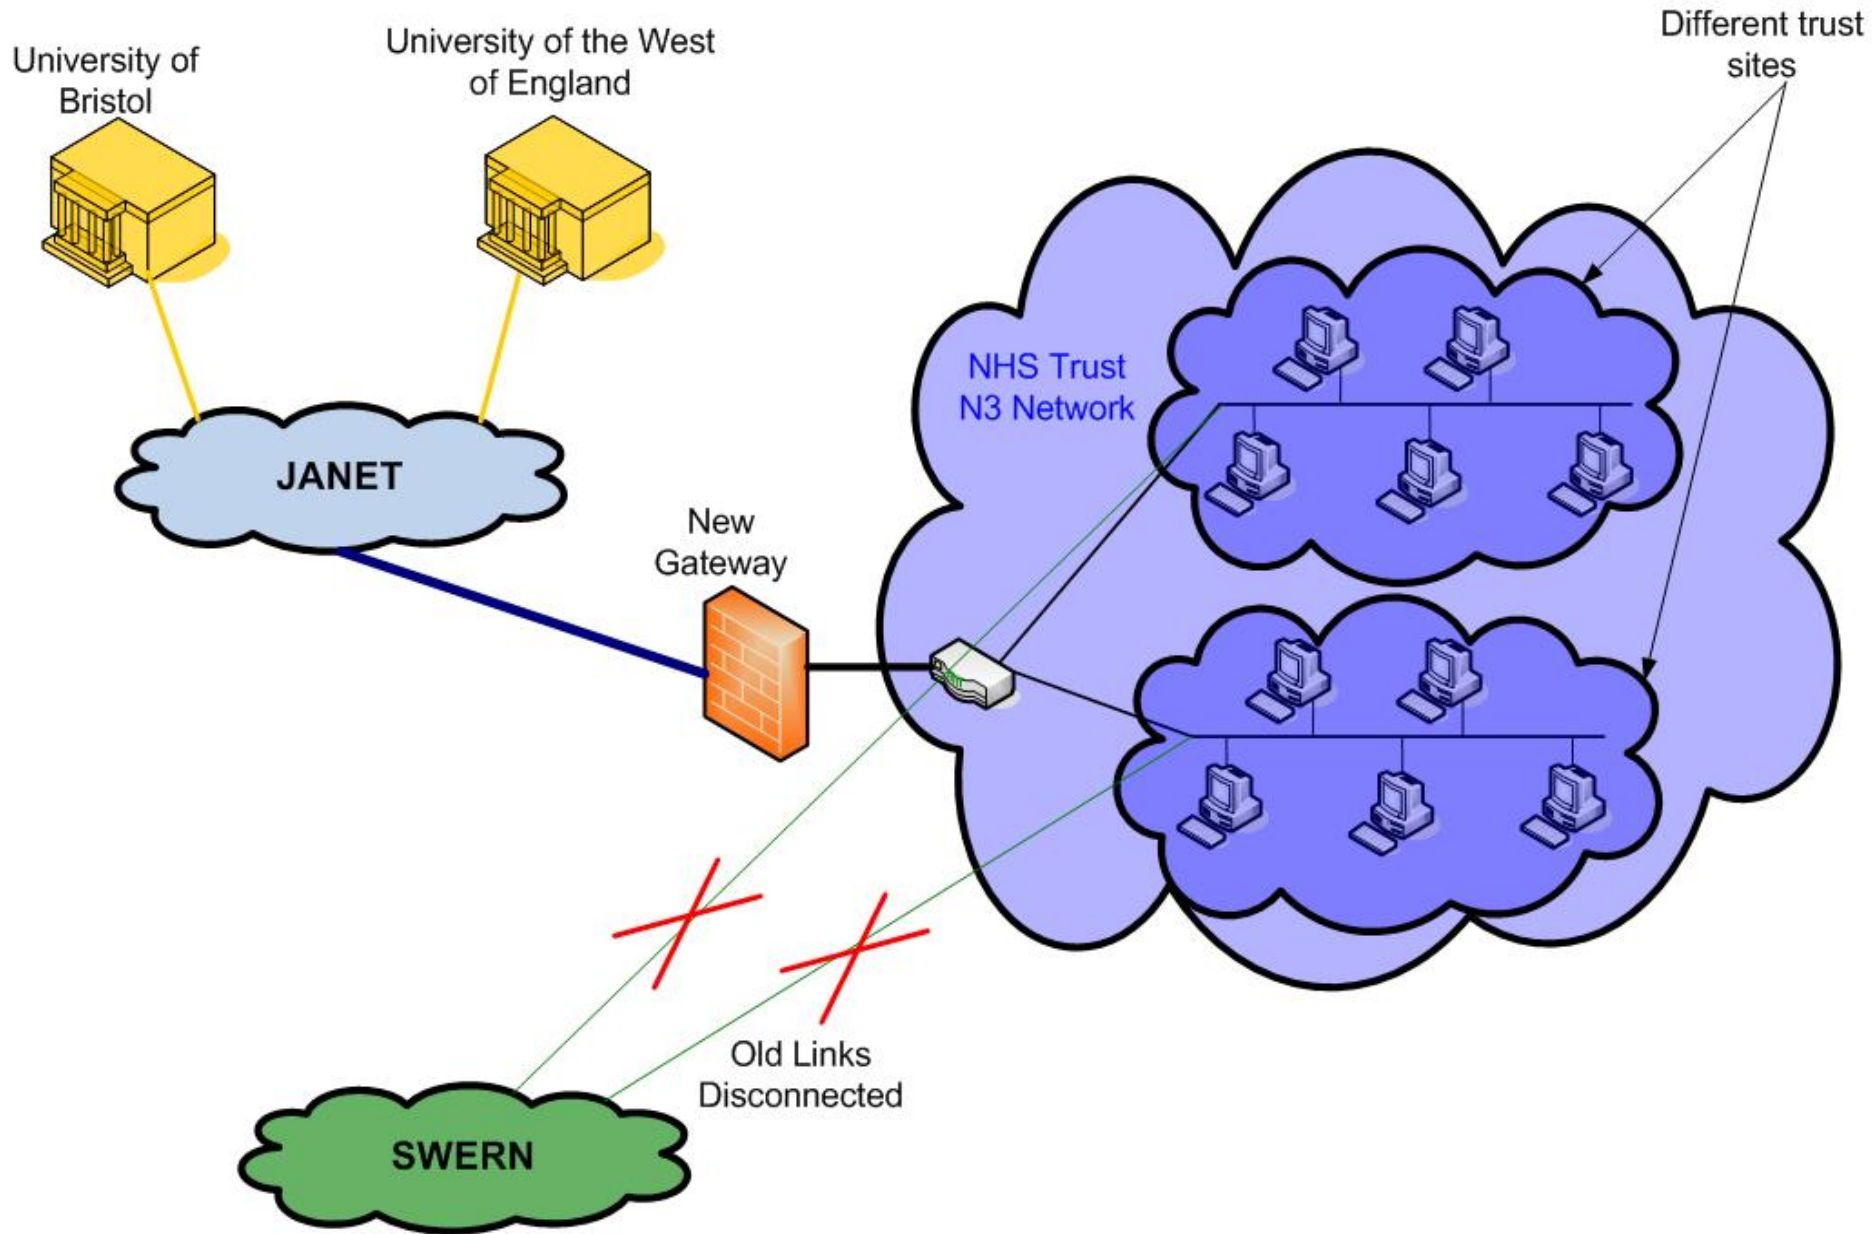 University of
Bristol
University of the West
of England
Different trust
sites
NHS Trust
N3 Network
JANET
New
Gateway
Old Links
Disconnected
SWERN